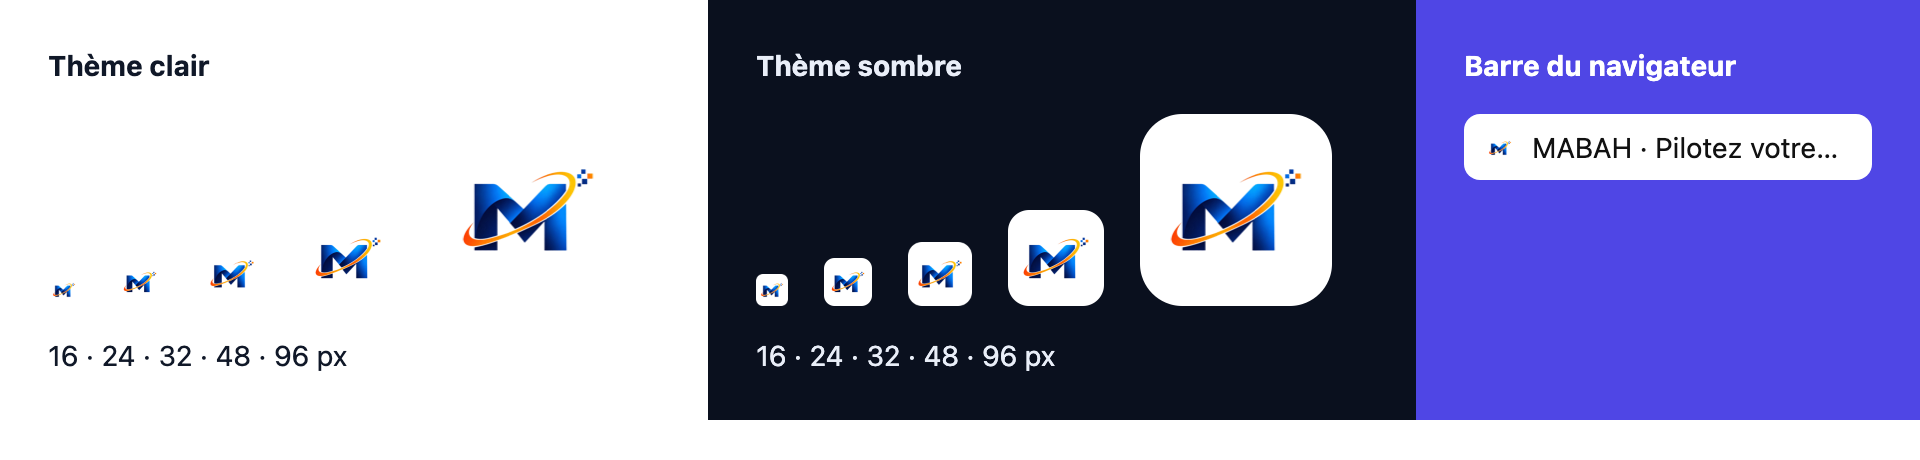 Thème clair
16 · 24 · 32 · 48 · 96 px
Thème sombre
16 · 24 · 32 · 48 · 96 px
Barre du navigateur
MABAH · Pilotez votre...